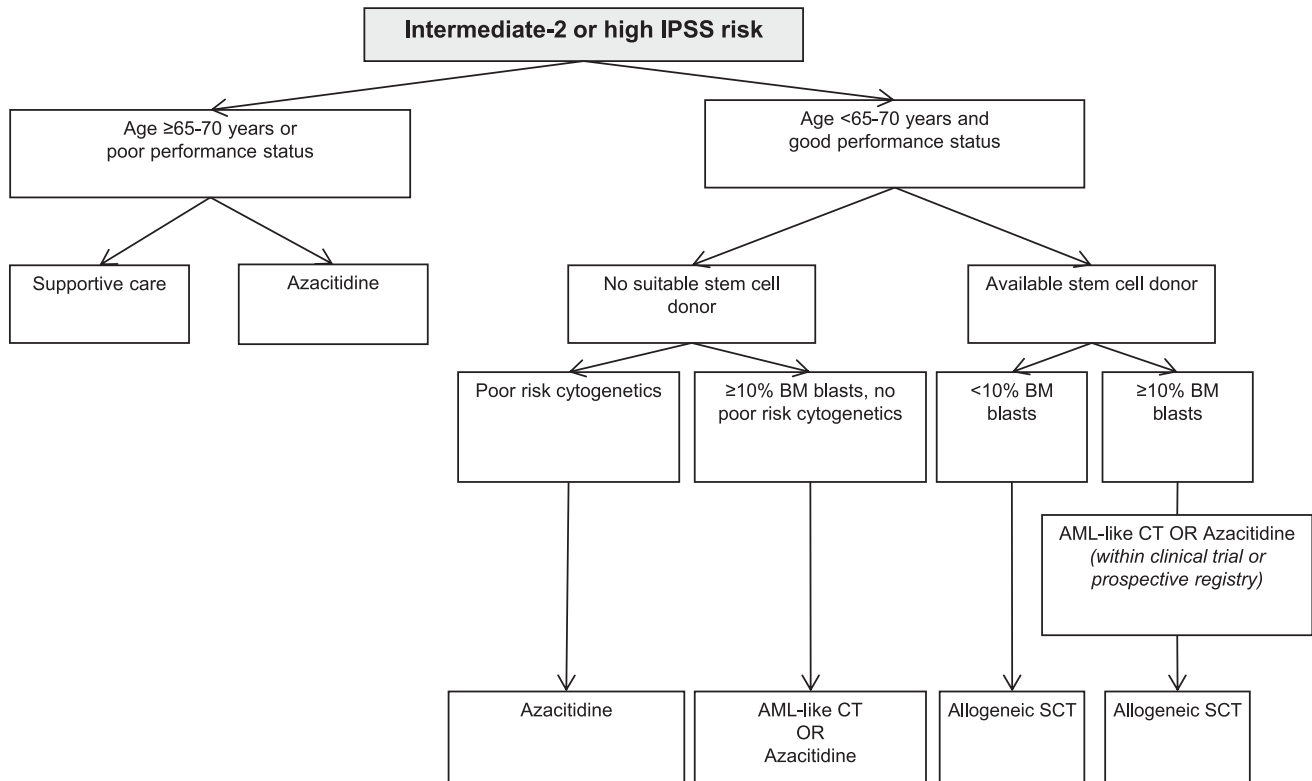 Intermediate-2 or high IPSS risk
Age ≥65-70 years or
poor performance status
Age <65-70 years and
good performance status
Supportive care
Azacitidine
No suitable stem cell
donor
Available stem cell donor
Poor risk cytogenetics
≥10% BM blasts, no
poor risk cytogenetics
<10% BM
blasts
≥10% BM
blasts
AML-like CT OR Azacitidine
(within clinical trial or
prospective registry)
Azacitidine
AML-like CT
OR
Azacitidine
Allogeneic SCT
Allogeneic SCT